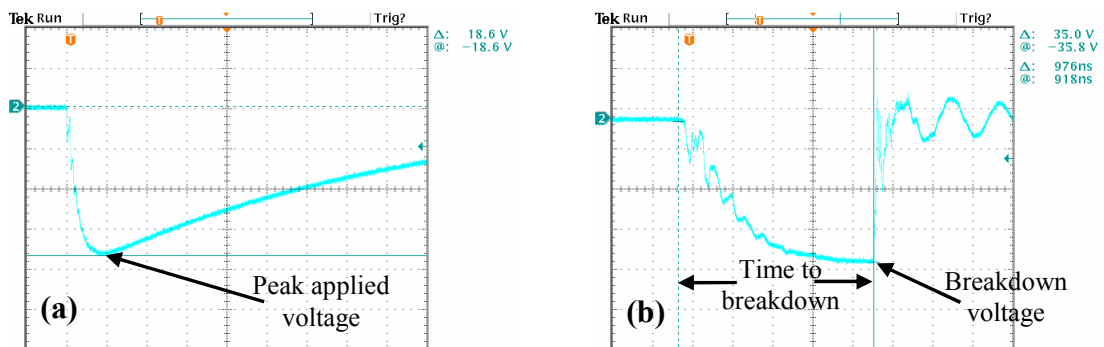 Tek Run
Trig?
T
T
Δ: 18.6 V
@: −18.6 V
2
Peak applied
voltage
(a)
Tek Run
Trig?
T
T
Δ: 35.0 V
@: −35.8 V
Δ: 976ns
@: 918ns
2
Time to
breakdown
Breakdown
voltage
(b)